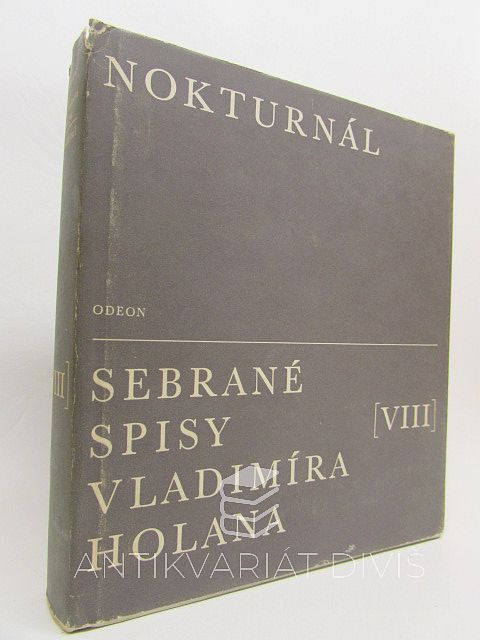 NOKTURNÁL
ODEON
SEBRANÉ
SPISY [VIII]
VLADIMÍRA
HOLANA
III]
ANTIKVARIÁT DIVIŠ